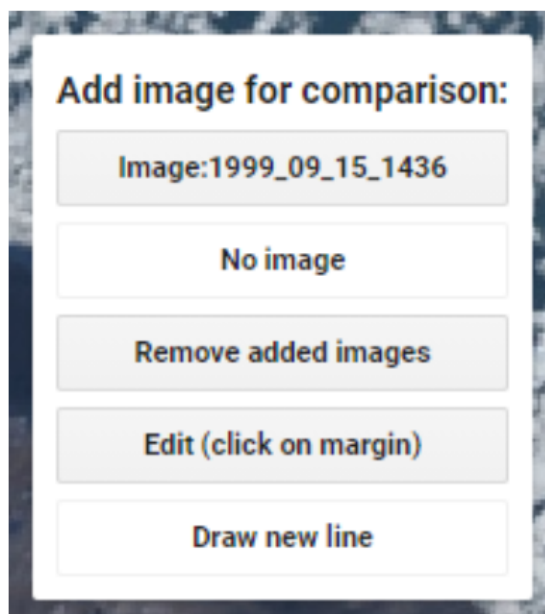 Add image for comparison:
Image:1999_09_15_1436
No image
Remove added images
Edit (click on margin)
Draw new line